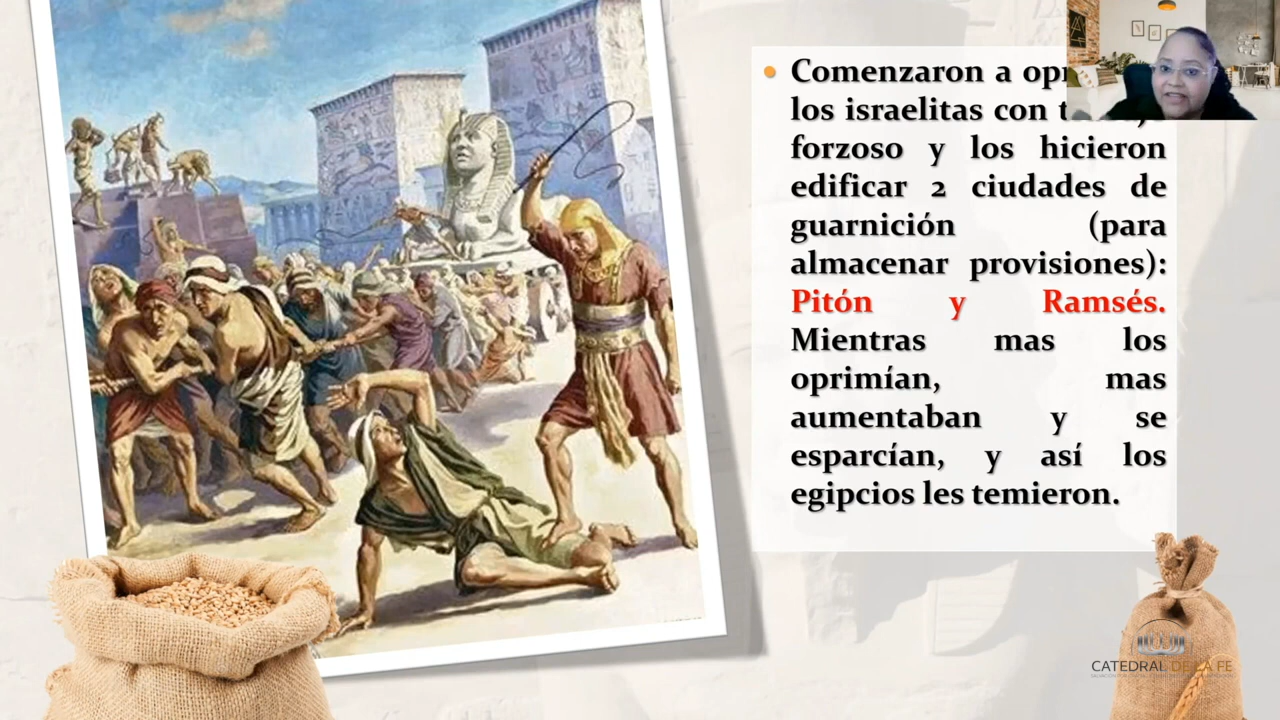 Comenzaron a
los israelitas con
forzoso y los hicieron
edificar 2 ciudades de
guarnición (para
almacenar provisiones):
Pitón y Ramsés.
Mientras mas los
oprimían, mas
aumentaban y se
esparcían, y así los
egipcios les temieron.
CATEDRAL DE LA FE